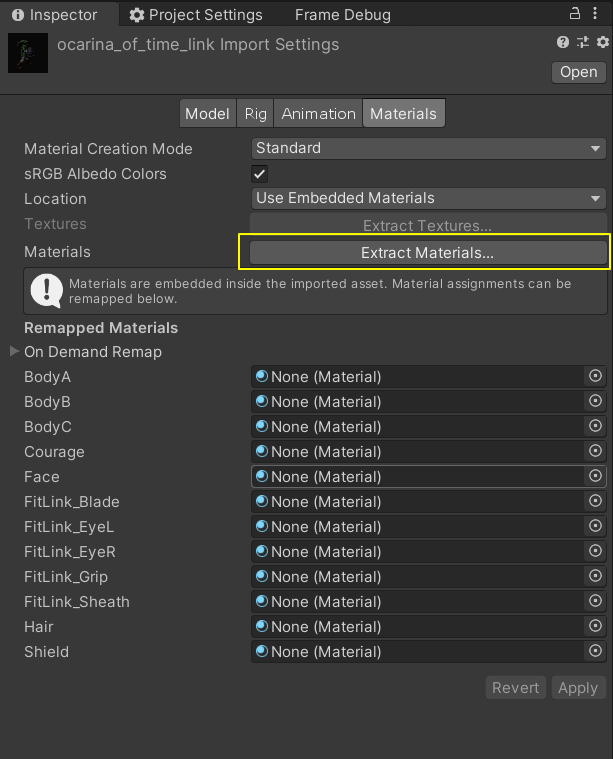 Inspector Project Settings Frame Debug
ocarina_of_time_link Import Settings
Open
Model Rig Animation Materials
Material Creation Mode Standard
sRGB Albedo Colors
Location Use Embedded Materials
Textures Extract Textures...
Materials Extract Materials...
Materials are embedded inside the imported asset. Material assignments can be
remapped below.
Remapped Materials
On Demand Remap
BodyA None (Material)
BodyB None (Material)
BodyC None (Material)
Courage None (Material)
Face None (Material)
FitLink_Blade None (Material)
FitLink_EyeL None (Material)
FitLink_EyeR None (Material)
FitLink_Grip None (Material)
FitLink_Sheath None (Material)
Hair None (Material)
Shield None (Material)
Revert Apply